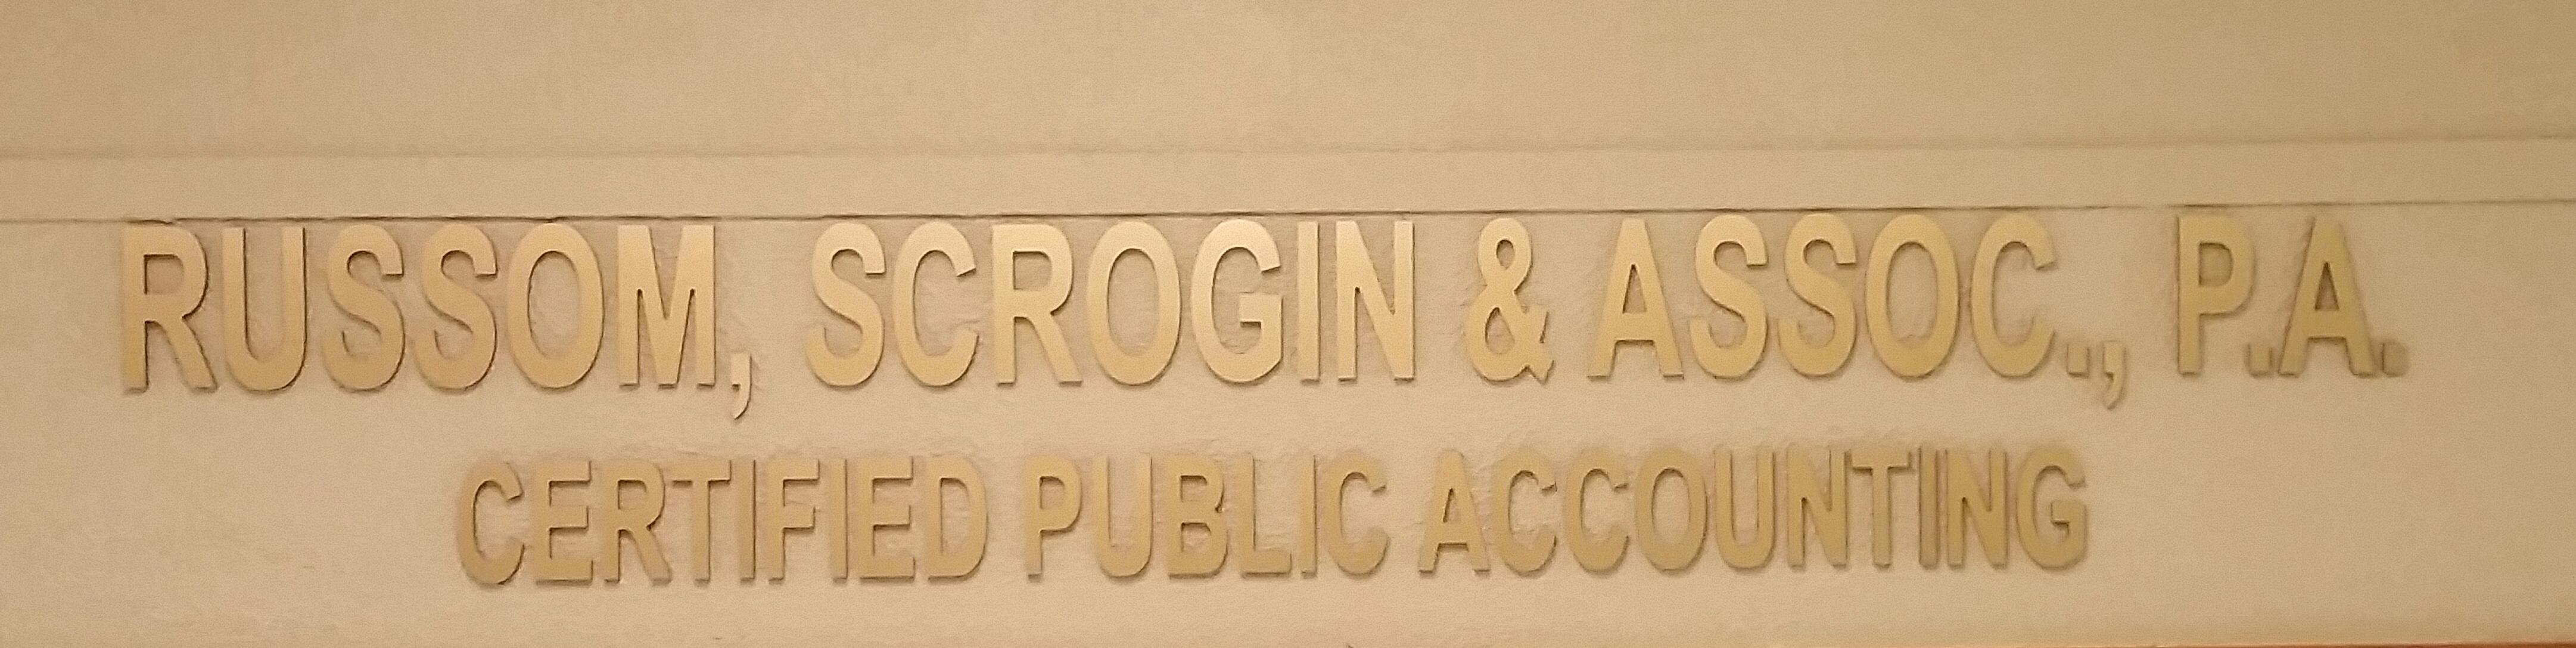 RUSSOM, SCROGIN & ASSOC., P.A.
CERTIFIED PUBLIC ACCOUNTING